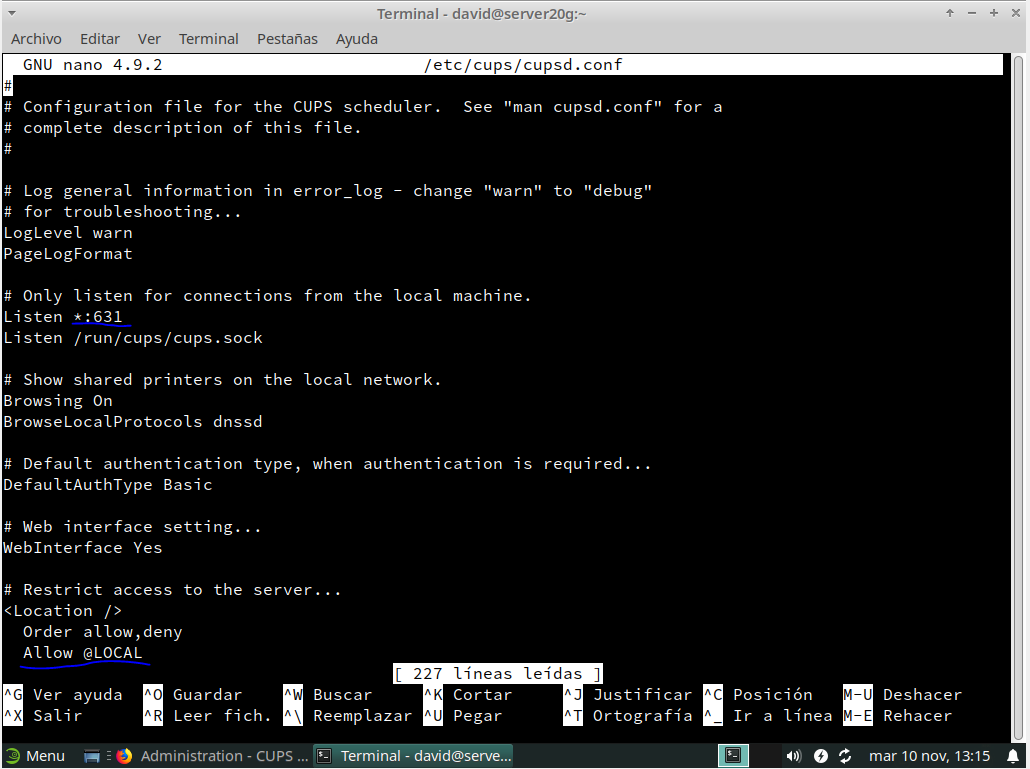 Terminal - david@server20g:~
Archivo Editar Ver Terminal Pestañas Ayuda
GNU nano 4.9.2 /etc/cups/cupsd.conf
#
# Configuration file for the CUPS scheduler.  See "man cupsd.conf" for a
# complete description of this file.
#
# Log general information in error_log - change "warn" to "debug"
# for troubleshooting...
LogLevel warn
PageLogFormat
# Only listen for connections from the local machine.
Listen *:631
Listen /run/cups/cups.sock
# Show shared printers on the local network.
Browsing On
BrowseLocalProtocols dnssd
# Default authentication type, when authentication is required...
DefaultAuthType Basic
# Web interface setting...
WebInterface Yes
# Restrict access to the server...
<Location />
  Order allow,deny
  Allow @LOCAL
[ 227 líneas leídas ]
^G Ver ayuda ^O Guardar ^W Buscar ^K Cortar ^J Justificar ^C Posición M-U Deshacer
^X Salir ^R Leer fich. ^\ Reemplazar ^U Pegar ^T Ortografía ^_ Ir a línea M-E Rehacer
Menu Administration - CUPS ... Terminal - david@serve... mar 10 nov, 13:15